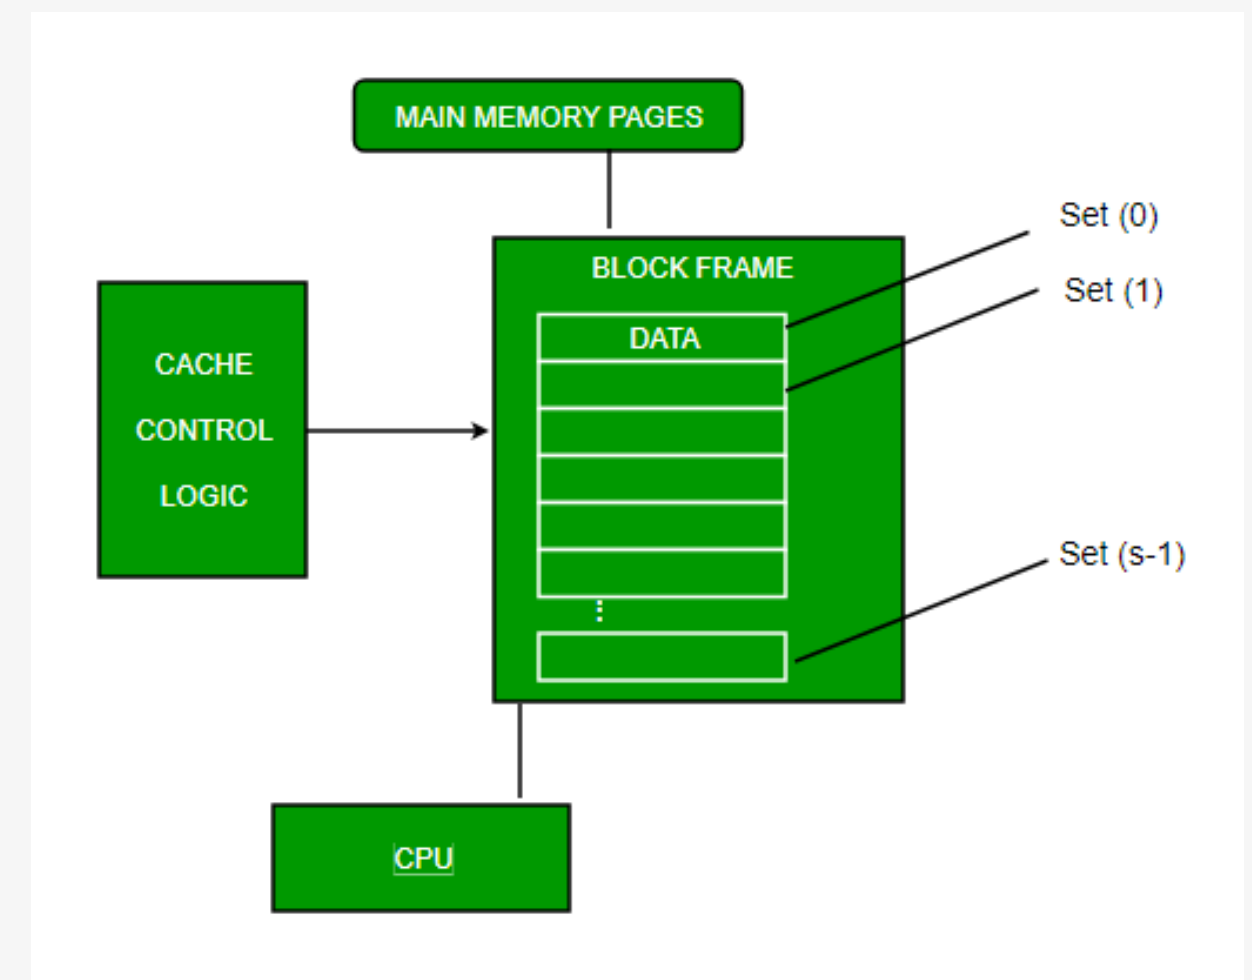 MAIN MEMORY PAGES
Set (0)
BLOCK FRAME
Set (1)
DATA
CACHE
CONTROL
LOGIC
Set (s-1)
CPU